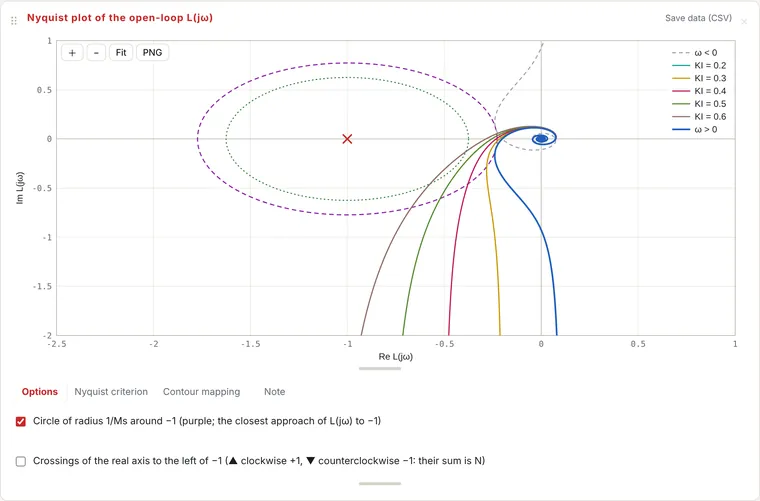 Nyquist plot of the open-loop L(jω)
Save data (CSV)
×
+
-
Fit
PNG
ω < 0
KI = 0.2
KI = 0.3
KI = 0.4
KI = 0.5
KI = 0.6
ω > 0
1
0.5
0
-0.5
-1
-1.5
-2
Im L(jω)
-2.5
-2
-1.5
-1
-0.5
0
0.5
1
Re L(jω)
Options
Nyquist criterion
Contour mapping
Note
Circle of radius 1/Ms around −1 (purple; the closest approach of L(jω) to −1)
Crossings of the real axis to the left of −1 (▲ clockwise +1, ▼ counterclockwise −1: their sum is N)